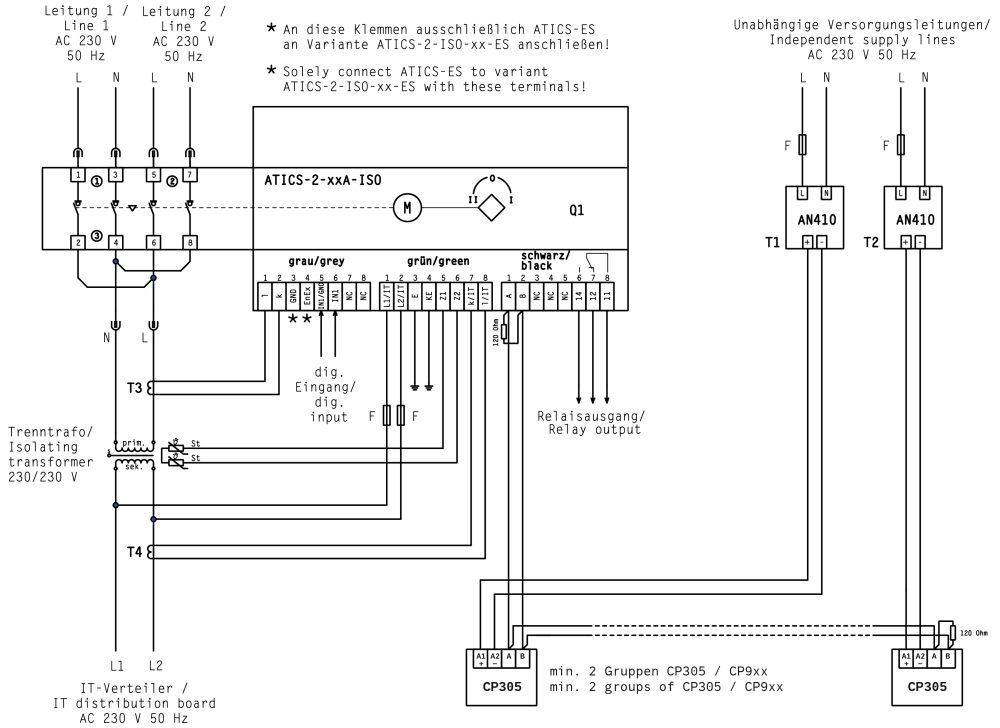 Leitung 1 / Leitung 2 /
Line 1 Line 2
AC 230 V AC 230 V
50 Hz 50 Hz
L N L N
* An diese Klemmen ausschließlich ATICS-ES
an Variante ATICS-2-ISO-xx-ES anschließen!
* Solely connect ATICS-ES to variant
ATICS-2-ISO-xx-ES with these terminals!
Unabhängige Versorgungsleitungen/
Independent supply lines
AC 230 V 50 Hz
L N L N
F F
L N L N
AN410 AN410
T1 + - T2 + -
1 3 5 7
① ②
③
2 4 6 8
ATICS-2-xxA-ISO
M
II O I
Q1
grau/grey
1 2 3 4 5 6 7 8
l k GND EnEx IN1/GND IN1 NC NC
grün/green
1 2 3 4 5 6 7 8
L1/IT L2/IT E KE Z1 Z2 k/IT l/IT
schwarz/
black
1 2 3 4 5 6 7 8
A B NC NC NC 14 12 11
* *
120 Ohm
N L
dig.
Eingang/
dig.
input
T3
F F
Relaisausgang/
Relay output
Trenntrafo/
Isolating
transformer
230/230 V
prim.
s
sek.
St
St
T4
L1 L2
IT-Verteiler /
IT distribution board
AC 230 V 50 Hz
A1 A2 A B
+ −
CP305
min. 2 Gruppen CP305 / CP9xx
min. 2 groups of CP305 / CP9xx
120 Ohm
A1 A2 A B
+ −
CP305